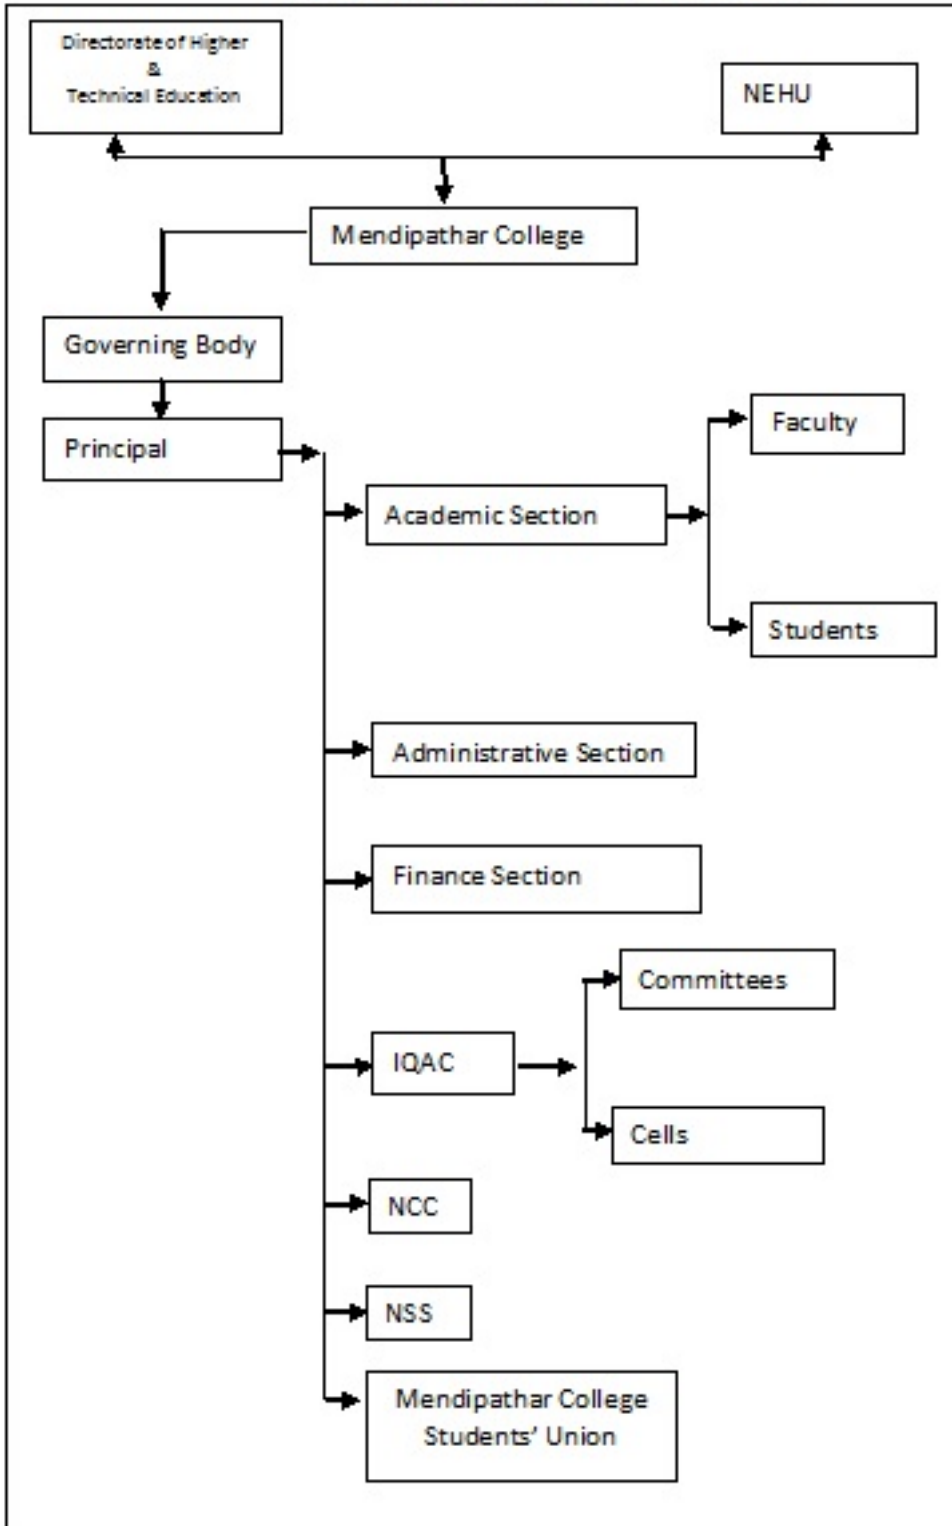 Directorate of Higher
&
Technical Education
NEHU
Mendipathar College
Governing Body
Principal
Faculty
Academic Section
Students
Administrative Section
Finance Section
Committees
IQAC
Cells
NCC
NSS
Mendipathar College
Students’ Union